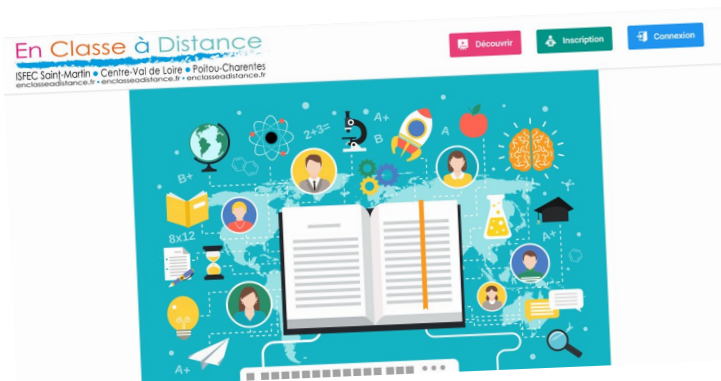 En Classe à Distance
ISFEC Saint-Martin • Centre-Val de Loire • Poitou-Charentes
enclasseadistance.fr • enclasseadistance.fr • enclasseadistance.fr
Découvrir
Inscription
Connexion
A+
2+3=
B
A
B+
8x12
A+
A+